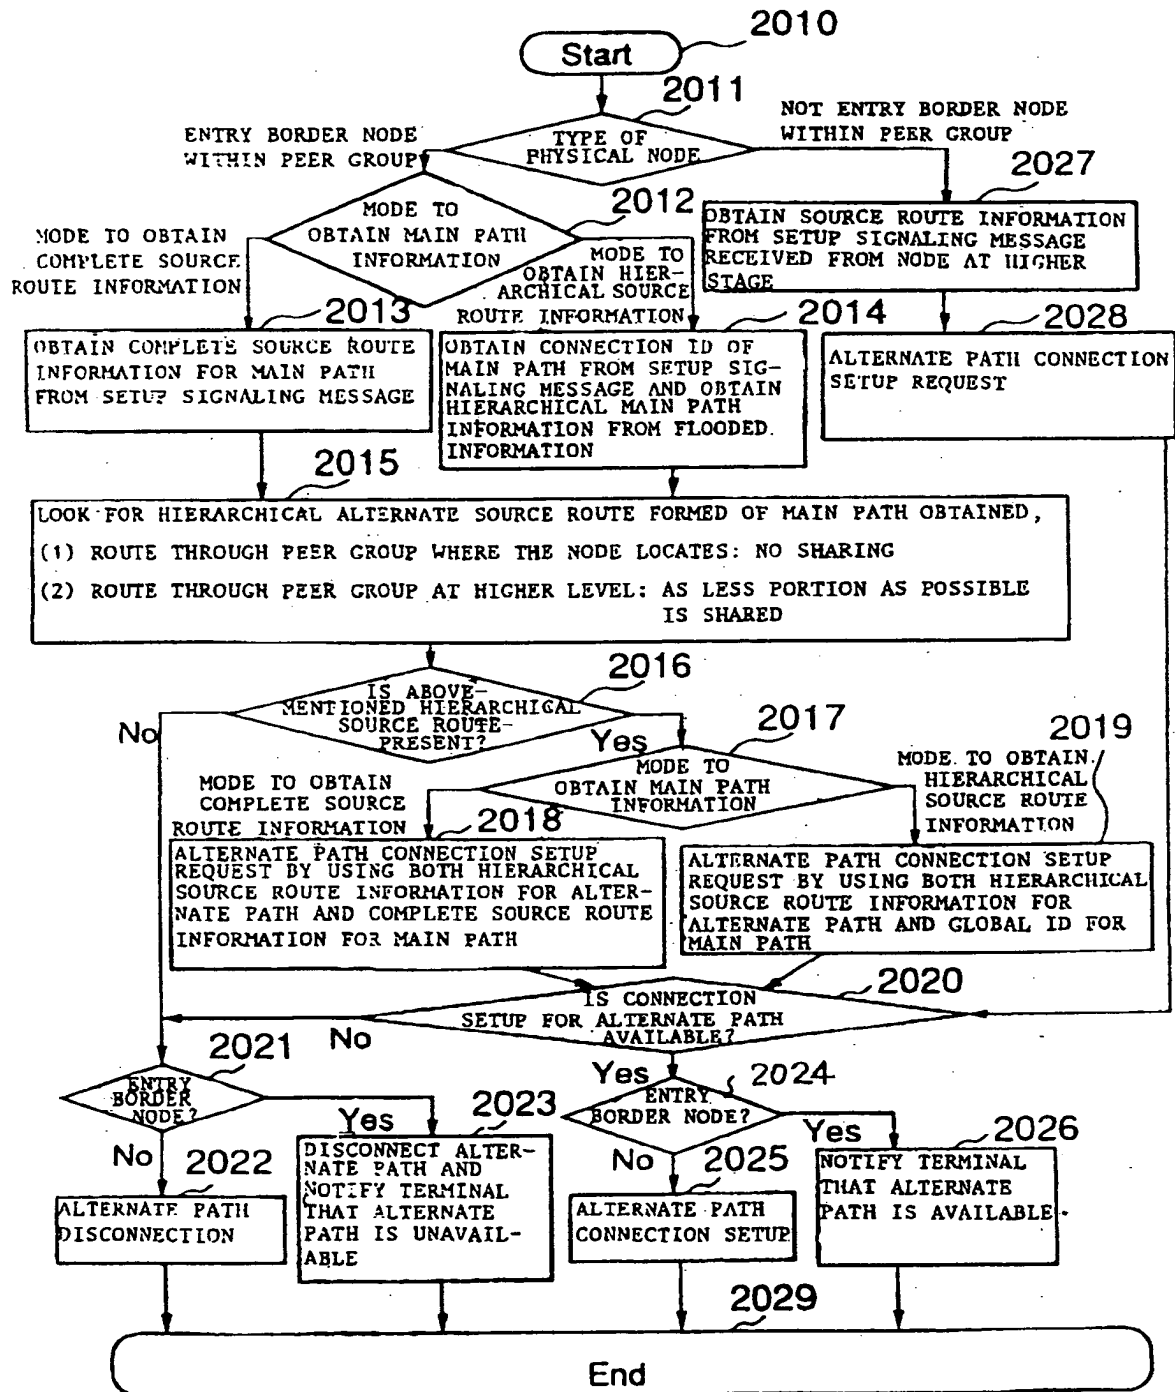 2010
Start
2011
TYPE OF
PHYSICAL NODE
ENTRY BORDER NODE
WITHIN PEER GROUP
NOT ENTRY BORDER NODE
WITHIN PEER GROUP
2012
MODE TO
OBTAIN MAIN PATH
INFORMATION
2027
OBTAIN SOURCE ROUTE INFORMATION
FROM SETUP SIGNALING MESSAGE
RECEIVED FROM NODE AT HIGHER
STAGE
MODE TO OBTAIN
COMPLETE SOURCE
ROUTE INFORMATION
MODE TO
OBTAIN HIER-
ARCHICAL SOURCE
ROUTE INFORMATION
2013
OBTAIN COMPLETE SOURCE ROUTE
INFORMATION FOR MAIN PATH
FROM SETUP SIGNALING MESSAGE
2014
OBTAIN CONNECTION ID OF
MAIN PATH FROM SETUP SIG-
NALING MESSAGE AND OBTAIN
HIERARCHICAL MAIN PATH
INFORMATION FROM FLOODED
INFORMATION
2028
ALTERNATE PATH CONNECTION
SETUP REQUEST
2015
LOOK FOR HIERARCHICAL ALTERNATE SOURCE ROUTE FORMED OF MAIN PATH OBTAINED,
(1) ROUTE THROUGH PEER GROUP WHERE THE NODE LOCATES: NO SHARING
(2) ROUTE THROUGH PEER GROUP AT HIGHER LEVEL: AS LESS PORTION AS POSSIBLE
IS SHARED
2016
IS ABOVE-
MENTIONED HIERARCHICAL
SOURCE ROUTE
PRESENT?
No
Yes
2017
MODE TO
OBTAIN MAIN PATH
INFORMATION
MODE TO OBTAIN
COMPLETE SOURCE
ROUTE INFORMATION
2019
MODE TO OBTAIN
HIERARCHICAL
SOURCE ROUTE
INFORMATION
2018
ALTERNATE PATH CONNECTION SETUP
REQUEST BY USING BOTH HIERARCHICAL
SOURCE ROUTE INFORMATION FOR ALTER-
NATE PATH AND COMPLETE SOURCE ROUTE
INFORMATION FOR MAIN PATH
ALTERNATE PATH CONNECTION SETUP
REQUEST BY USING BOTH HIERARCHICAL
SOURCE ROUTE INFORMATION FOR
ALTERNATE PATH AND GLOBAL ID FOR
MAIN PATH
2020
IS CONNECTION
SETUP FOR ALTERNATE PATH
AVAILABLE?
No
Yes
2021
ENTRY
BORDER
NODE?
Yes
No
2022
ALTERNATE PATH
DISCONNECTION
2023
DISCONNECT ALTER-
NATE PATH AND
NOTIFY TERMINAL
THAT ALTERNATE
PATH IS UNAVAIL-
ABLE
2024
ENTRY
BORDER NODE?
Yes
No
2025
ALTERNATE PATH
CONNECTION SETUP
2026
NOTIFY TERMINAL
THAT ALTERNATE
PATH IS AVAILABLE
2029
End